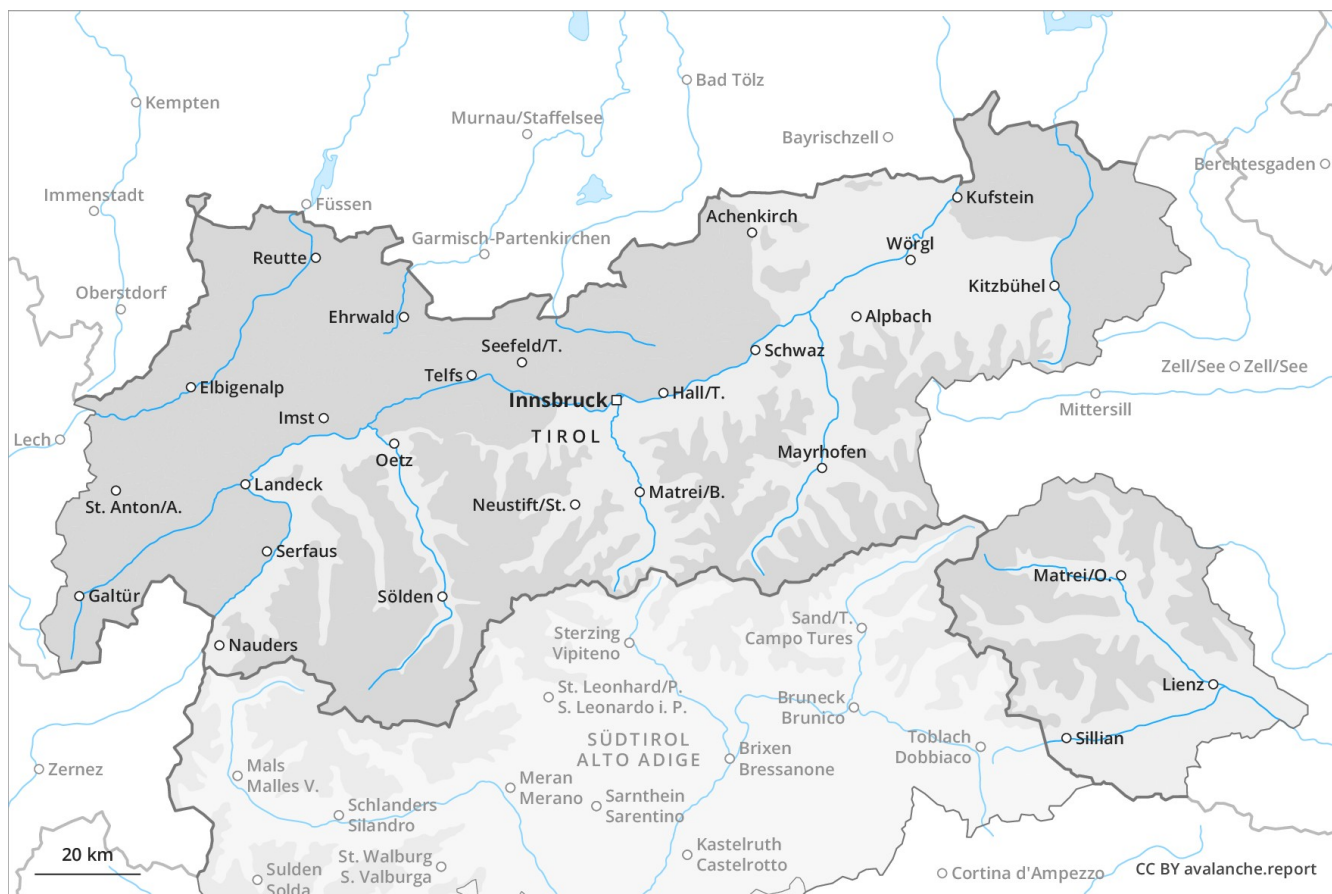 Bad Tölz
Kempten
Murnau/Staffelsee
Bayrischzell
Berchtesgaden
Immenstadt
Füssen
Kufstein
Achenkirch
Garmisch-Partenkirchen
Wörgl
Reutte
Oberstdorf
Kitzbühel
Ehrwald
Alpbach
Seefeld/T.
Schwaz
Telfs
Zell/See
Zell/See
Elbigenalp
Innsbruck
Hall/T.
Mittersill
Imst
TIROL
Lech
Oetz
Mayrhofen
Landeck
Matrei/B.
St. Anton/A.
Neustift/St.
Serfaus
Matrei/O.
Galtür
Sölden
Sand/T.
Campo Tures
Sterzing
Vipiteno
Nauders
Lienz
St. Leonhard/P.
S. Leonardo i. P.
Bruneck
Brunico
SÜDTIROL
ALTO ADIGE
Toblach
Dobbiaco
Sillian
Brixen
Bressanone
Zernez
Mals
Malles V.
Meran
Merano
Sarnthein
Sarentino
Schlanders
Silandro
Kastelruth
Castelrotto
20 km
St. Walburg
S. Valburga
Sulden
Solda
Cortina d'Ampezzo
CC BY avalanche.report